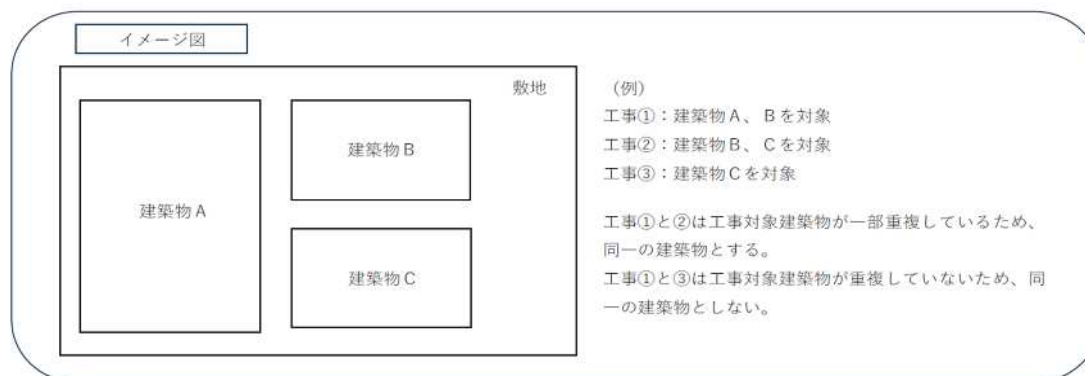 イメージ図
敷地
建築物A
建築物B
建築物C
（例）
工事①：建築物A、Bを対象
工事②：建築物B、Cを対象
工事③：建築物Cを対象
工事①と②は工事対象建築物が一部重複しているため、
同一の建築物とする。
工事①と③は工事対象建築物が重複していないため、同
一の建築物としない。